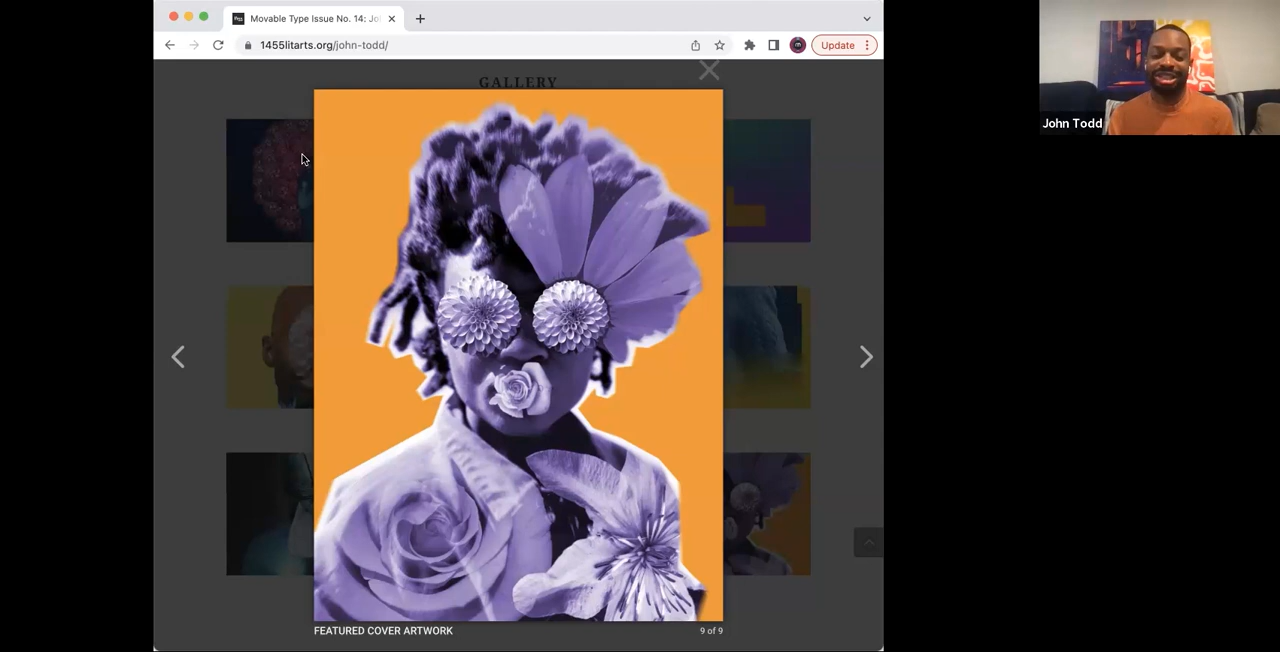 Movable Type Issue No. 14: Jo
1455litarts.org/john-todd/
Update
GALLERY
John Todd
FEATURED COVER ARTWORK
9 of 9